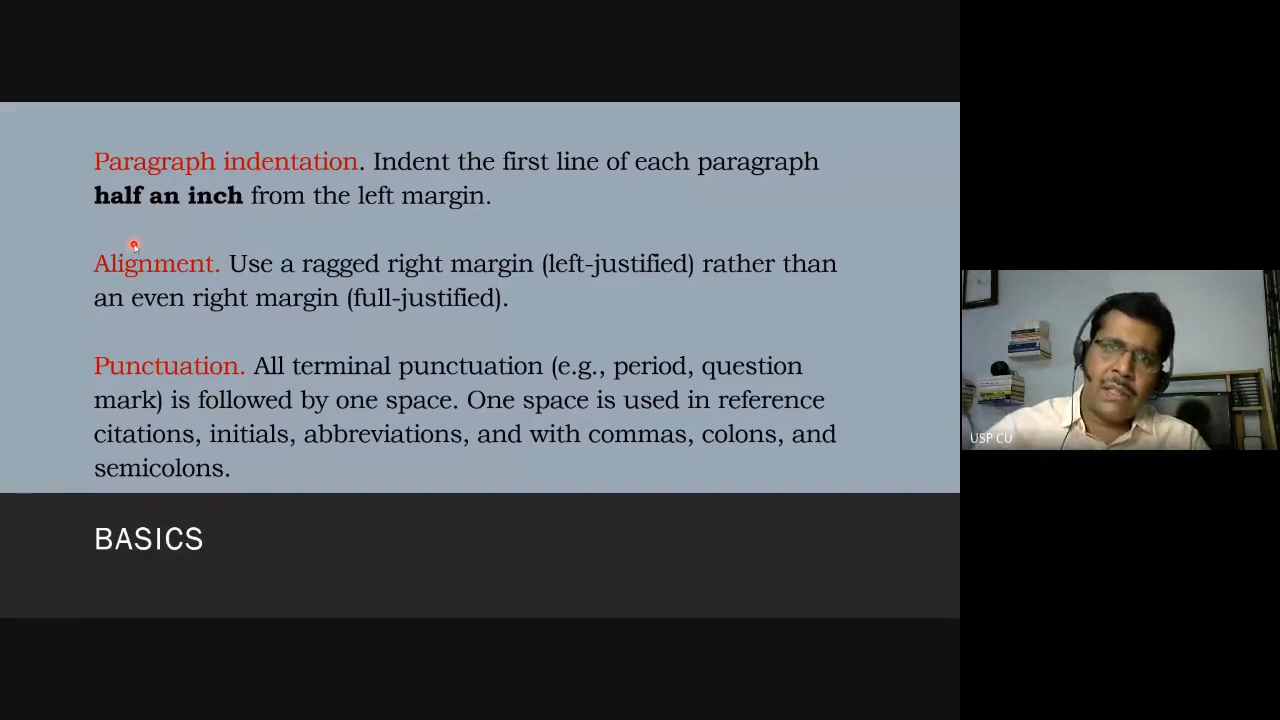 Paragraph indentation. Indent the first line of each paragraph
half an inch from the left margin.
Alignment. Use a ragged right margin (left-justified) rather than
an even right margin (full-justified).
Punctuation. All terminal punctuation (e.g., period, question
mark) is followed by one space. One space is used in reference
citations, initials, abbreviations, and with commas, colons, and
semicolons.
BASICS
USP CU